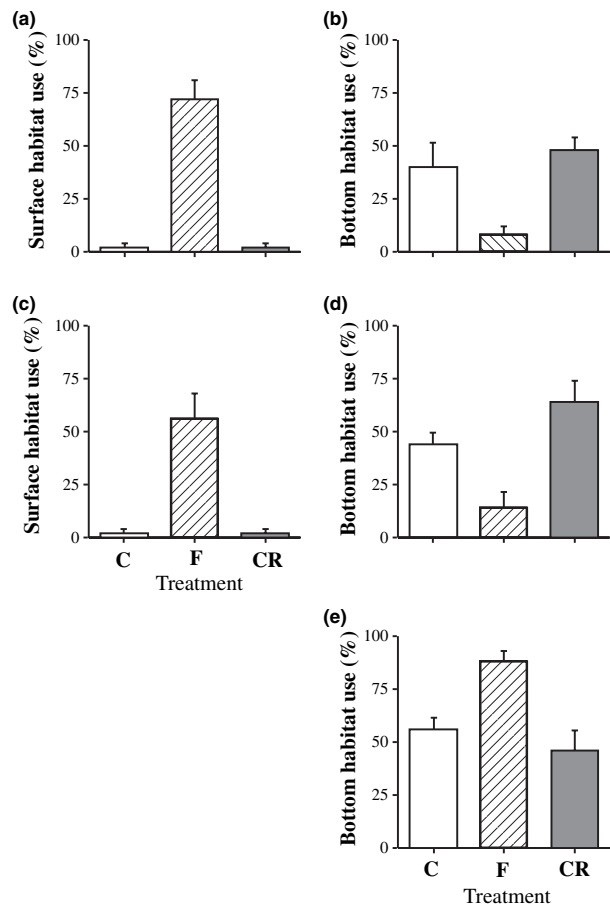 (a)
Surface habitat use (%)
100
75
50
25
0
(b)
Bottom habitat use (%)
100
75
50
25
0
(c)
Surface habitat use (%)
100
75
50
25
0
C F CR
Treatment
(d)
Bottom habitat use (%)
100
75
50
25
0
(e)
Bottom habitat use (%)
100
75
50
25
0
C F CR
Treatment